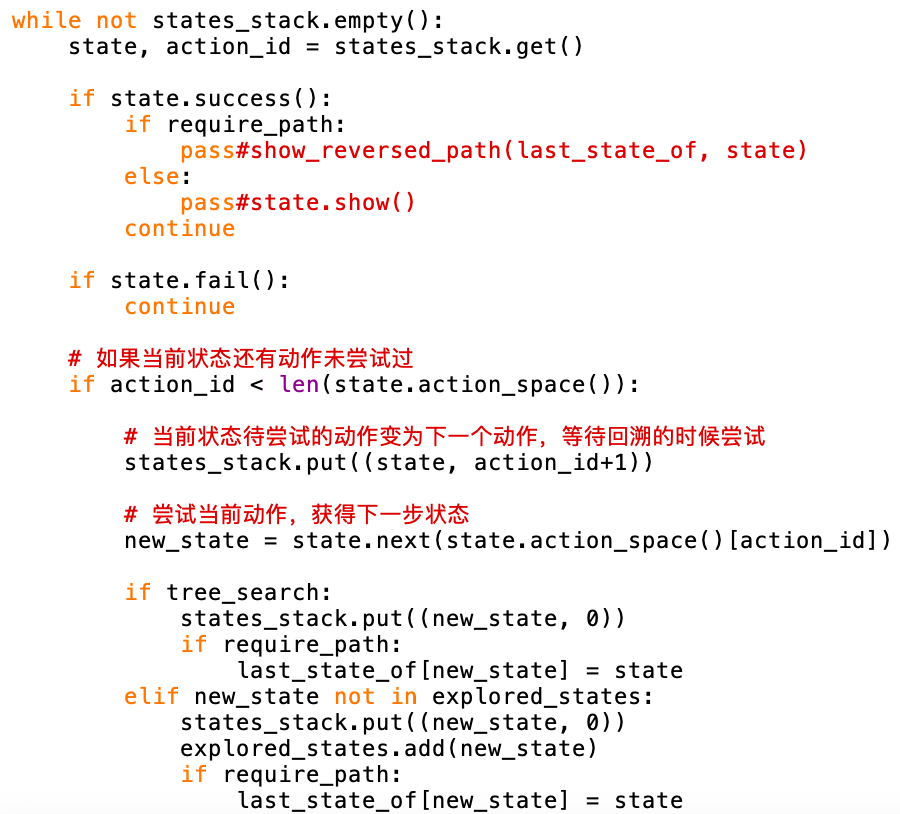 while not states_stack.empty():
    state, action_id = states_stack.get()

    if state.success():
        if require_path:
            pass#show_reversed_path(last_state_of, state)
        else:
            pass#state.show()
        continue

    if state.fail():
        continue

    # 如果当前状态还有动作未尝试过
    if action_id < len(state.action_space()):

        # 当前状态待尝试的动作变为下一个动作，等待回溯的时候尝试
        states_stack.put((state, action_id+1))

        # 尝试当前动作，获得下一步状态
        new_state = state.next(state.action_space()[action_id])

        if tree_search:
            states_stack.put((new_state, 0))
            if require_path:
                last_state_of[new_state] = state
        elif new_state not in explored_states:
            states_stack.put((new_state, 0))
            explored_states.add(new_state)
            if require_path:
                last_state_of[new_state] = state